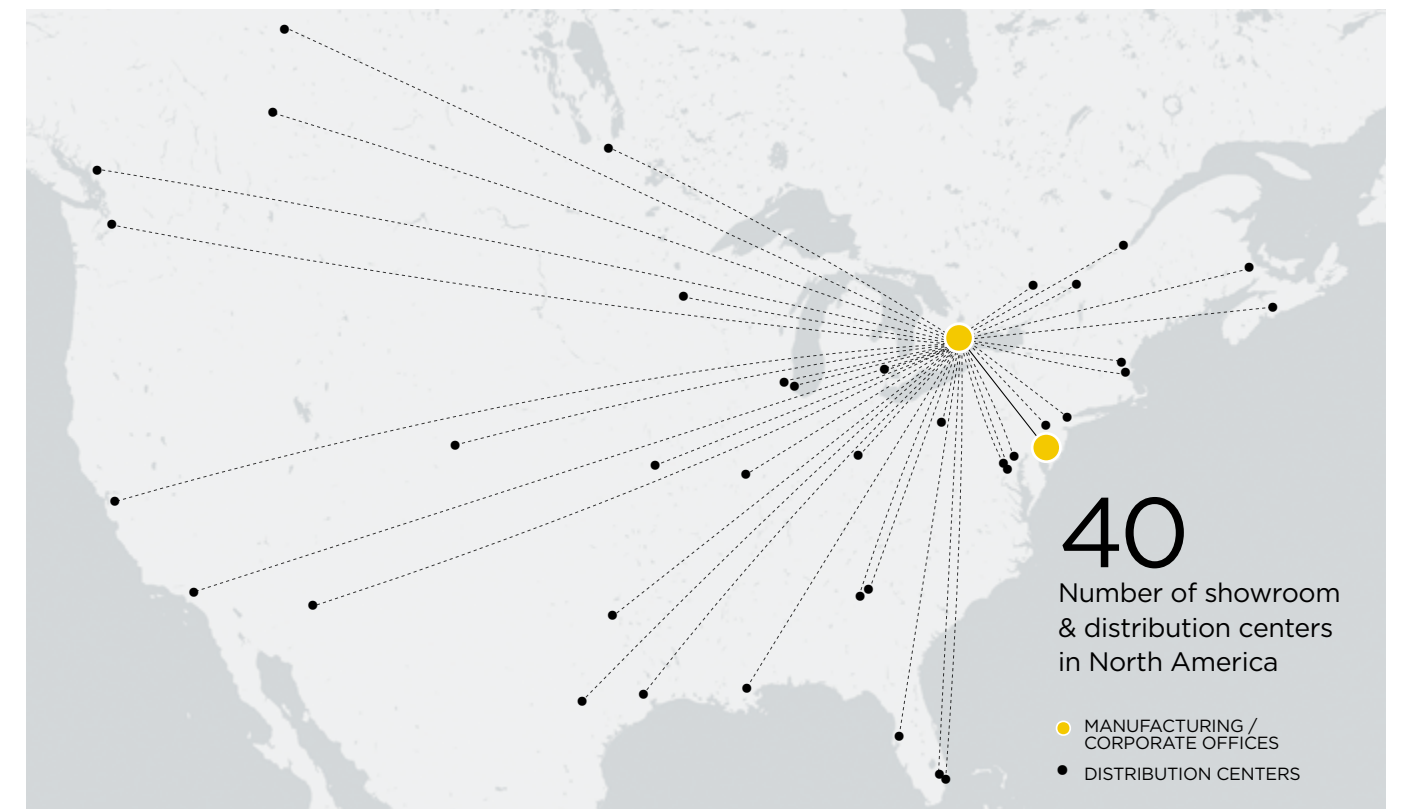 40
Number of showroom
& distribution centers
in North America
MANUFACTURING /
CORPORATE OFFICES
DISTRIBUTION CENTERS